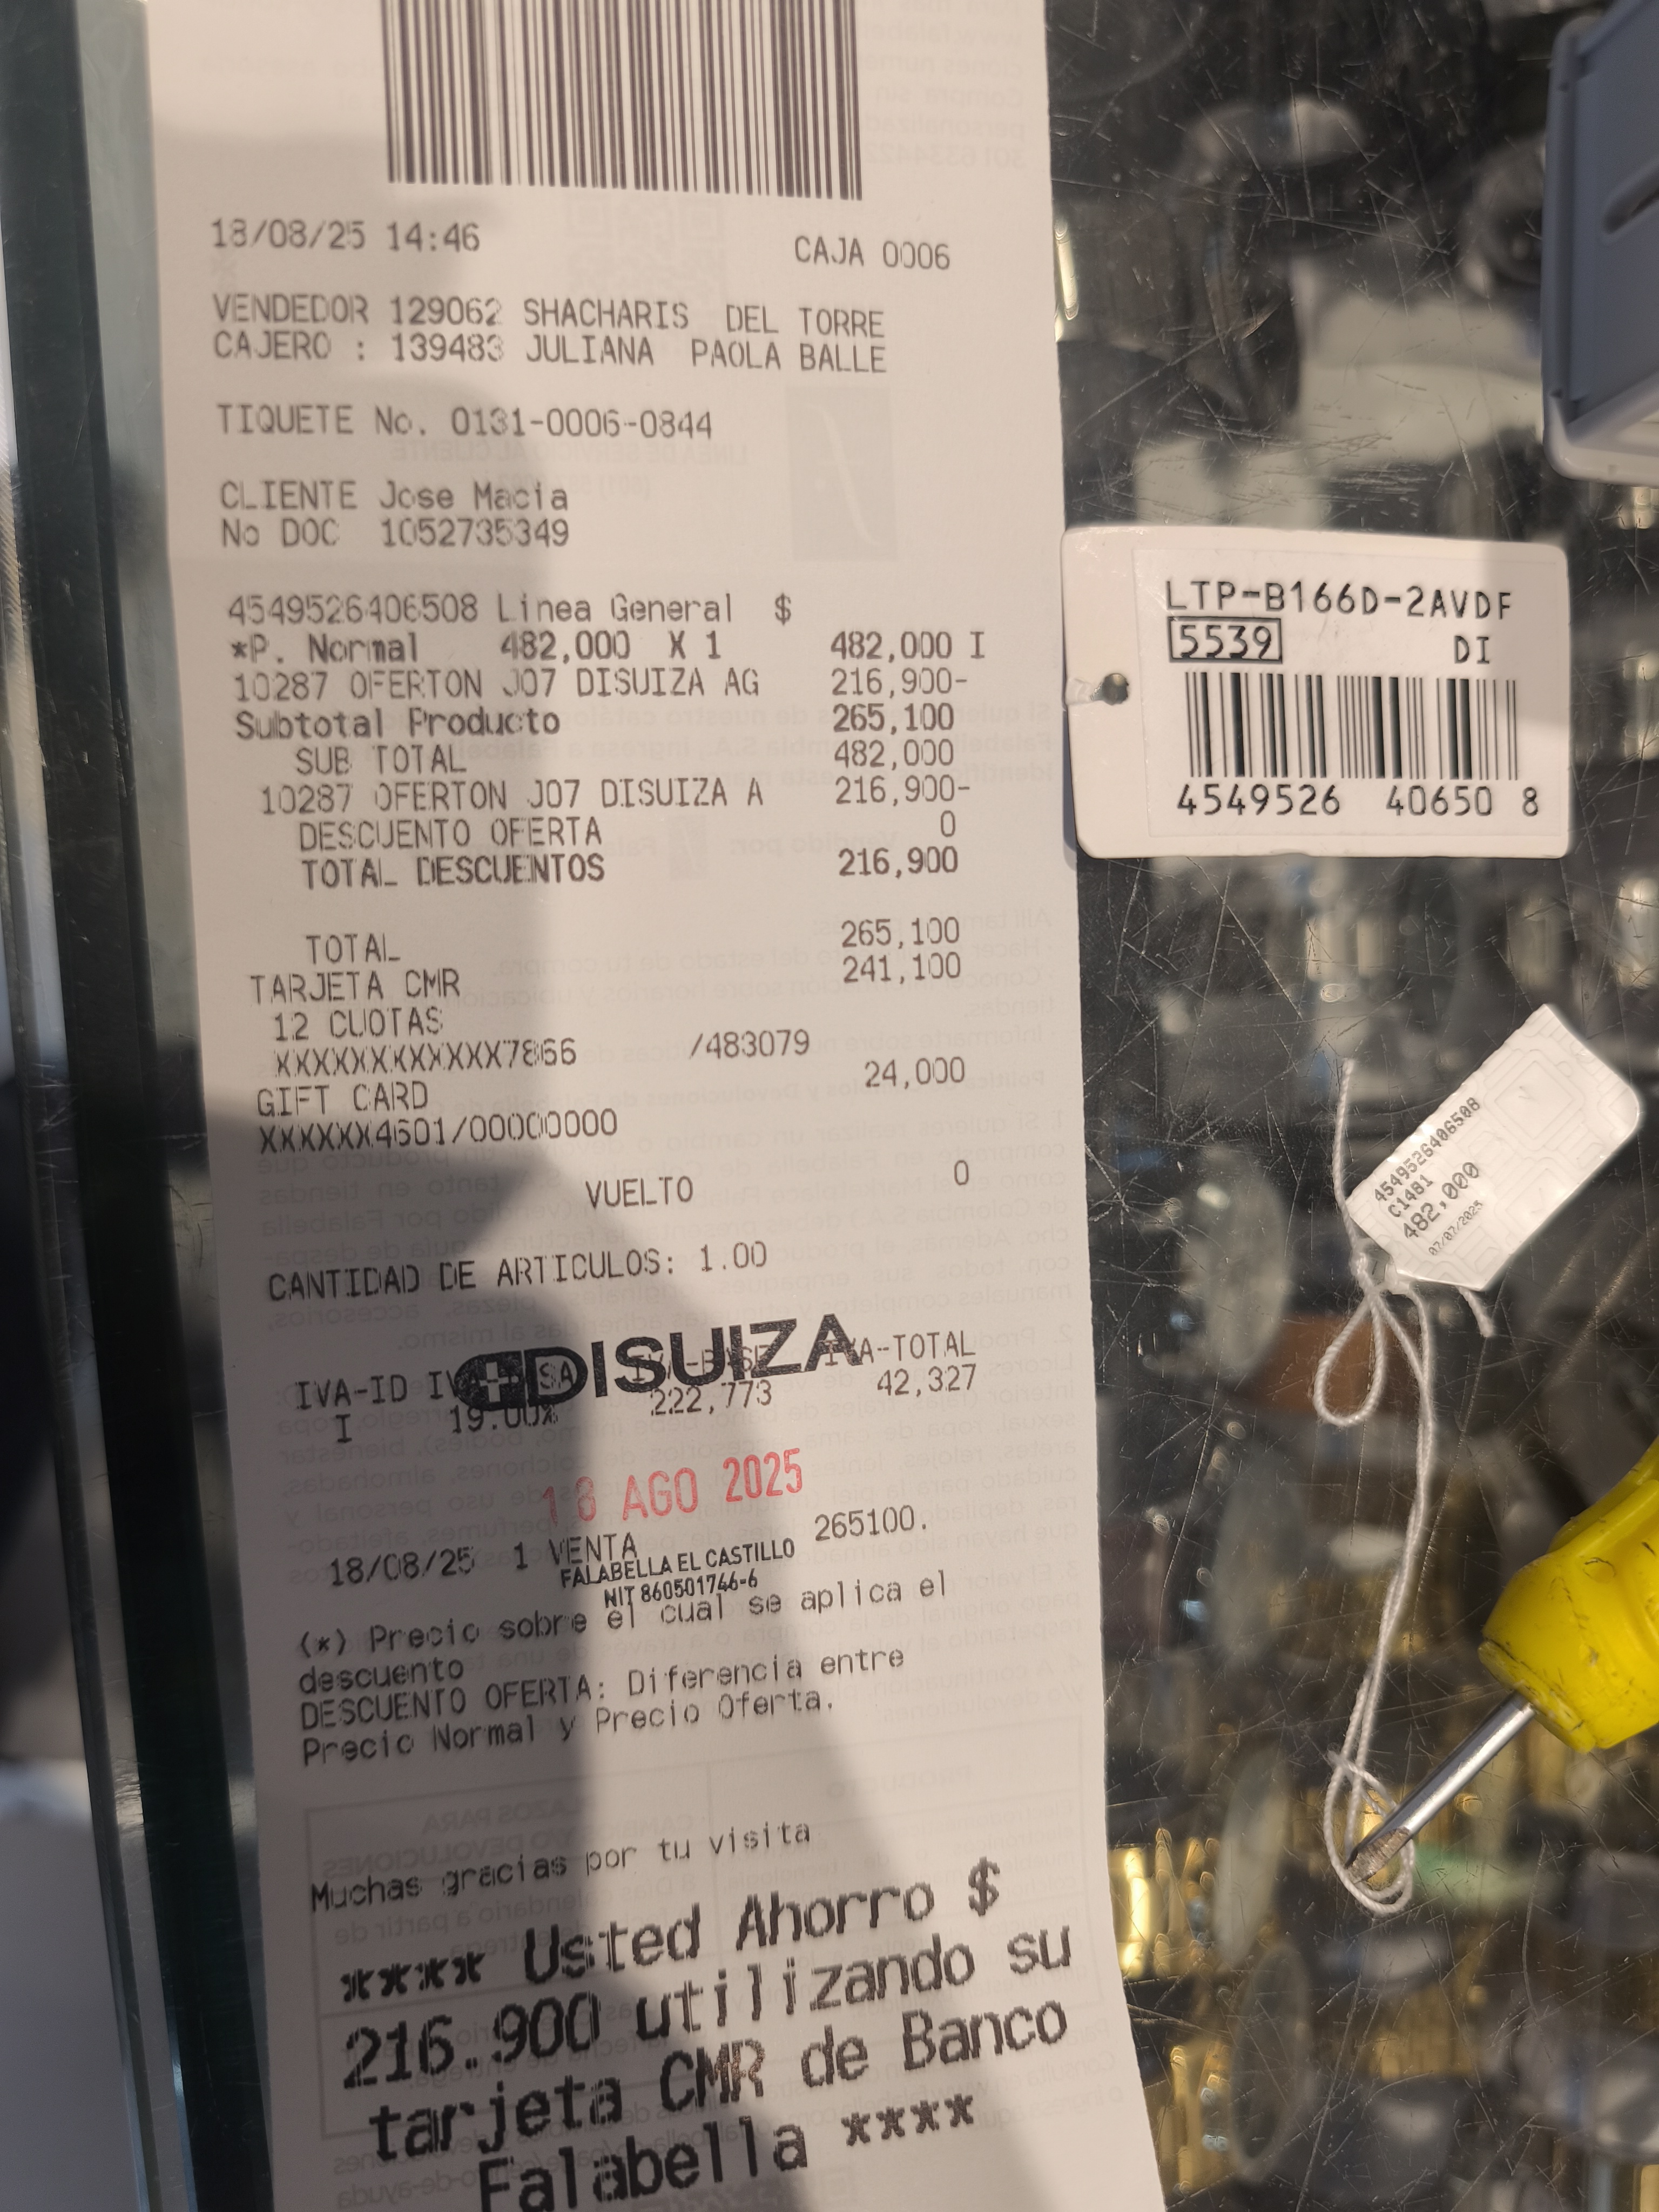 18/08/25 14:46 CAJA 0006
VENDEDOR 129062 SHACHARIS DEL TORRE
CAJERO : 139483 JULIANA PAOLA BALLE
TIQUETE No. 0131-0006-0844
CLIENTE Jose Macia
No DOC 1052735349
4549526406508 Linea General $
*P. Normal 482,000 X 1 482,000 I
10287 OFERTON J07 DISUIZA AG 216,900-
Subtotal Producto 265,100
SUB TOTAL 482,000
10287 OFERTON J07 DISUIZA A 216,900-
DESCUENTO OFERTA 0
TOTAL DESCUENTOS 216,900
TOTAL 265,100
TARJETA CMR 241,100
12 CUOTAS
XXXXXXXXXXXX7866 /483079
GIFT CARD 24,000
XXXXXX4601/00000000
VUELTO 0
CANTIDAD DE ARTICULOS: 1.00
DISUIZA
IVA-ID IVA-TOTAL
I 19.00% 222,773 42,327
18 AGO 2025
18/08/25 1 VENTA 265100.
FALABELLA EL CASTILLO
NIT 860501746-6
(*) Precio sobre el cual se aplica el
descuento
DESCUENTO OFERTA: Diferencia entre
Precio Normal y Precio Oferta.
Muchas gracias por tu visita
**** Usted Ahorro $
216.900 utilizando su
tarjeta CMR de Banco
Falabella ****
LTP-B166D-2AVDF
5539 DI
4549526 40650 8
4549526406508
C1481
482,000
07/07/2025